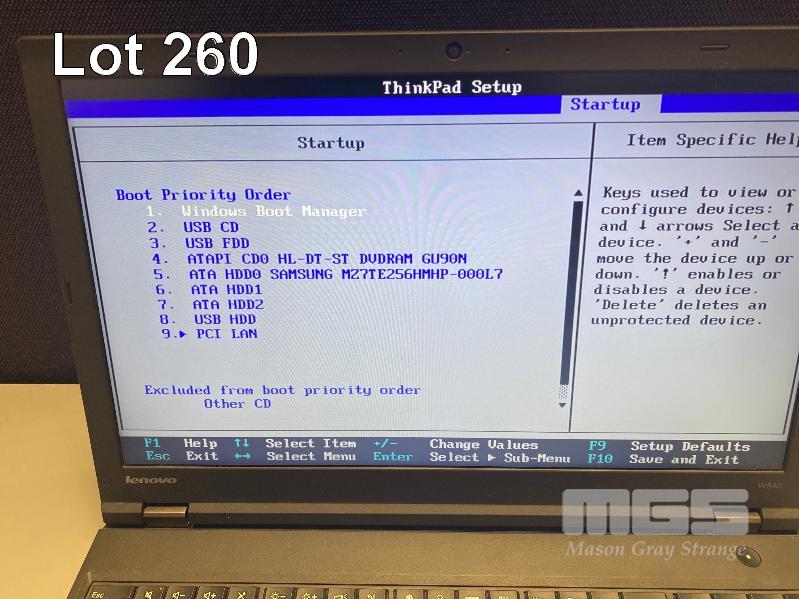 Lot 260
ThinkPad Setup
Startup
Startup
Item Specific Help
Boot Priority Order
1. Windows Boot Manager
2. USB CD
3. USB FDD
4. ATAPI CD0 HL-DT-ST DVDRAM GU90N
5. ATA HDD0 SAMSUNG MZ7TE256HMHP-000L7
6. ATA HDD1
7. ATA HDD2
8. USB HDD
9.▶ PCI LAN
Excluded from boot priority order
Other CD
Keys used to view or
configure devices: ↑
and ↓ arrows Select a
device. '+' and '-'
move the device up or
down. '!' enables or
disables a device.
'Delete' deletes an
unprotected device.
F1 Help ↑↓ Select Item +/- Change Values F9 Setup Defaults
Esc Exit ←→ Select Menu Enter Select ▶ Sub-Menu F10 Save and Exit
lenovo
W540
MGS
Mason Gray Strange
Esc